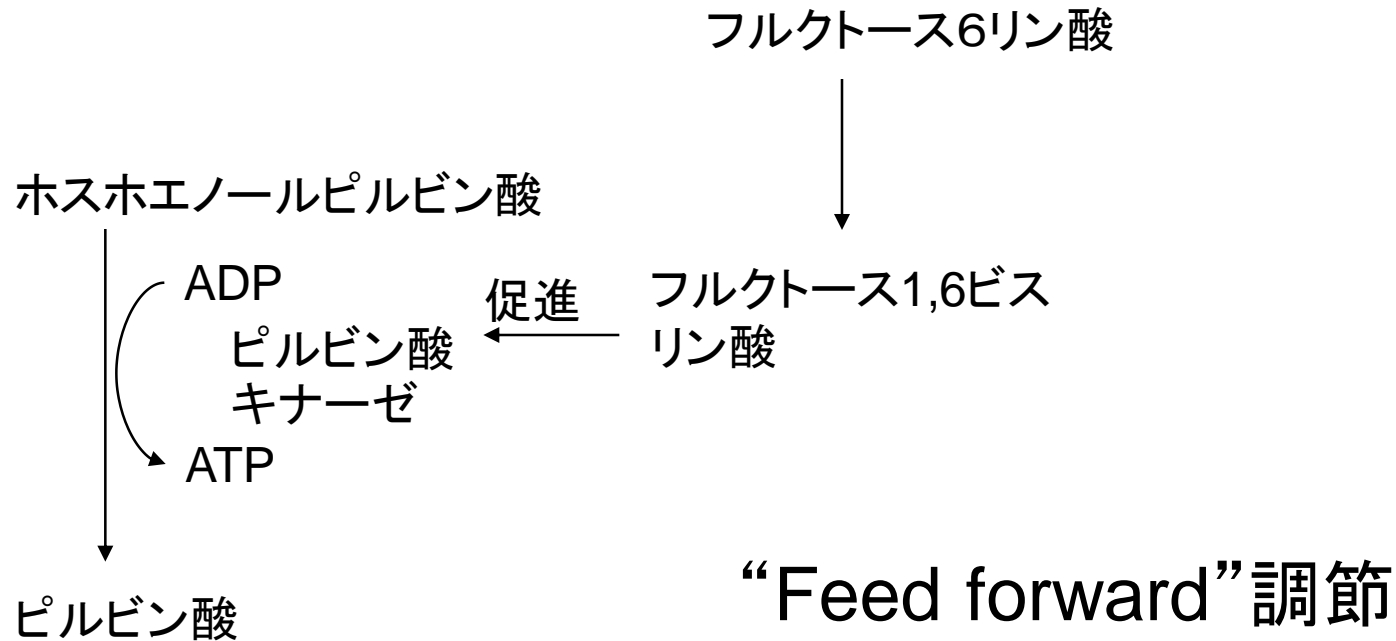 フルクトース６リン酸
ホスホエノールピルビン酸
ADP
促進
フルクトース1,6ビス
リン酸
ピルビン酸
キナーゼ
ATP
“Feed forward”調節
ピルビン酸